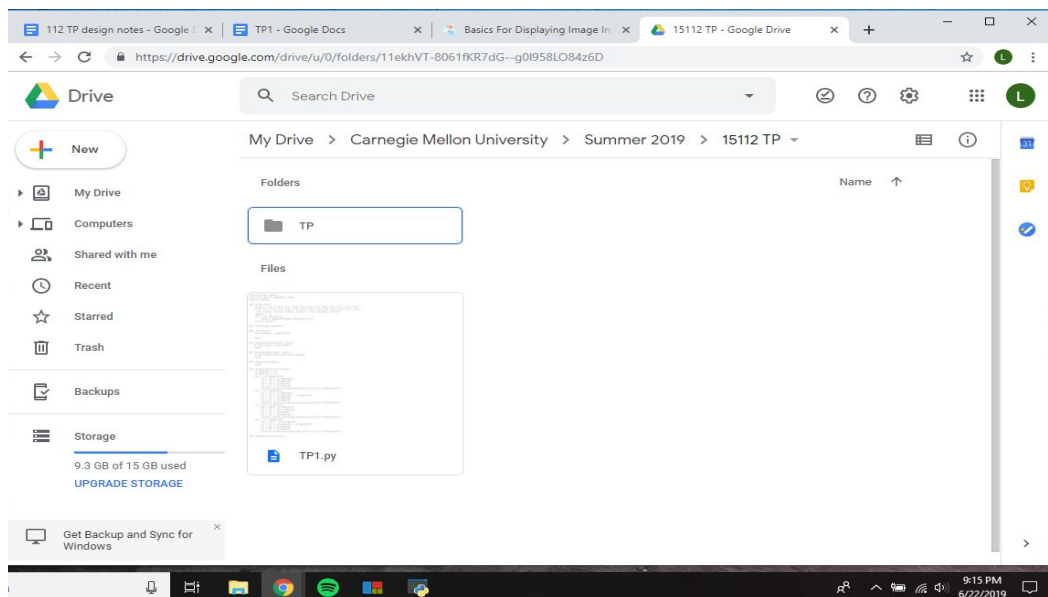 112 TP design notes - Google D
TP1 - Google Docs
Basics For Displaying Image In
15112 TP - Google Drive
https://drive.google.com/drive/u/0/folders/11ekhVT-8061fKR7dG--g0I958LO84z6D
L
Drive
Search Drive
L
New
My Drive > Carnegie Mellon University > Summer 2019 > 15112 TP
31
Folders
Name
My Drive
TP
Computers
Shared with me
Files
Recent
Starred
Trash
Backups
Storage
TP1.py
9.3 GB of 15 GB used
UPGRADE STORAGE
Get Backup and Sync for
Windows
9:15 PM
6/22/2019